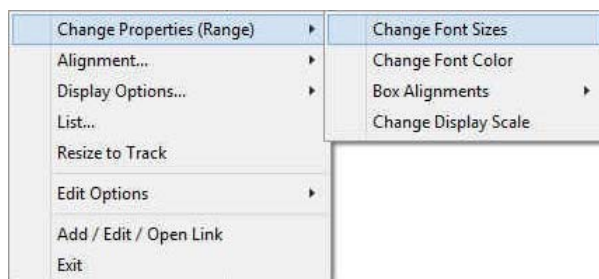 Change Properties (Range)
Alignment...
Display Options...
List...
Resize to Track
Edit Options
Add / Edit / Open Link
Exit
Change Font Sizes
Change Font Color
Box Alignments
Change Display Scale